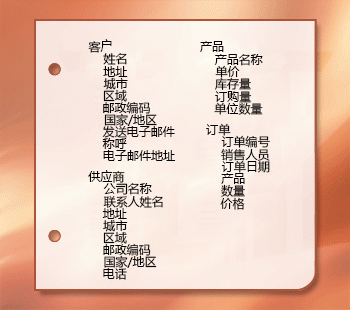 客户
姓名
地址
城市
区域
邮政编码
国家/地区
发送电子邮件
称呼
电子邮件地址
供应商
公司名称
联系人姓名
地址
城市
区域
邮政编码
国家/地区
电话
产品
产品名称
单价
库存量
订购量
单位数量
订单
订单编号
销售人员
订单日期
产品
数量
价格